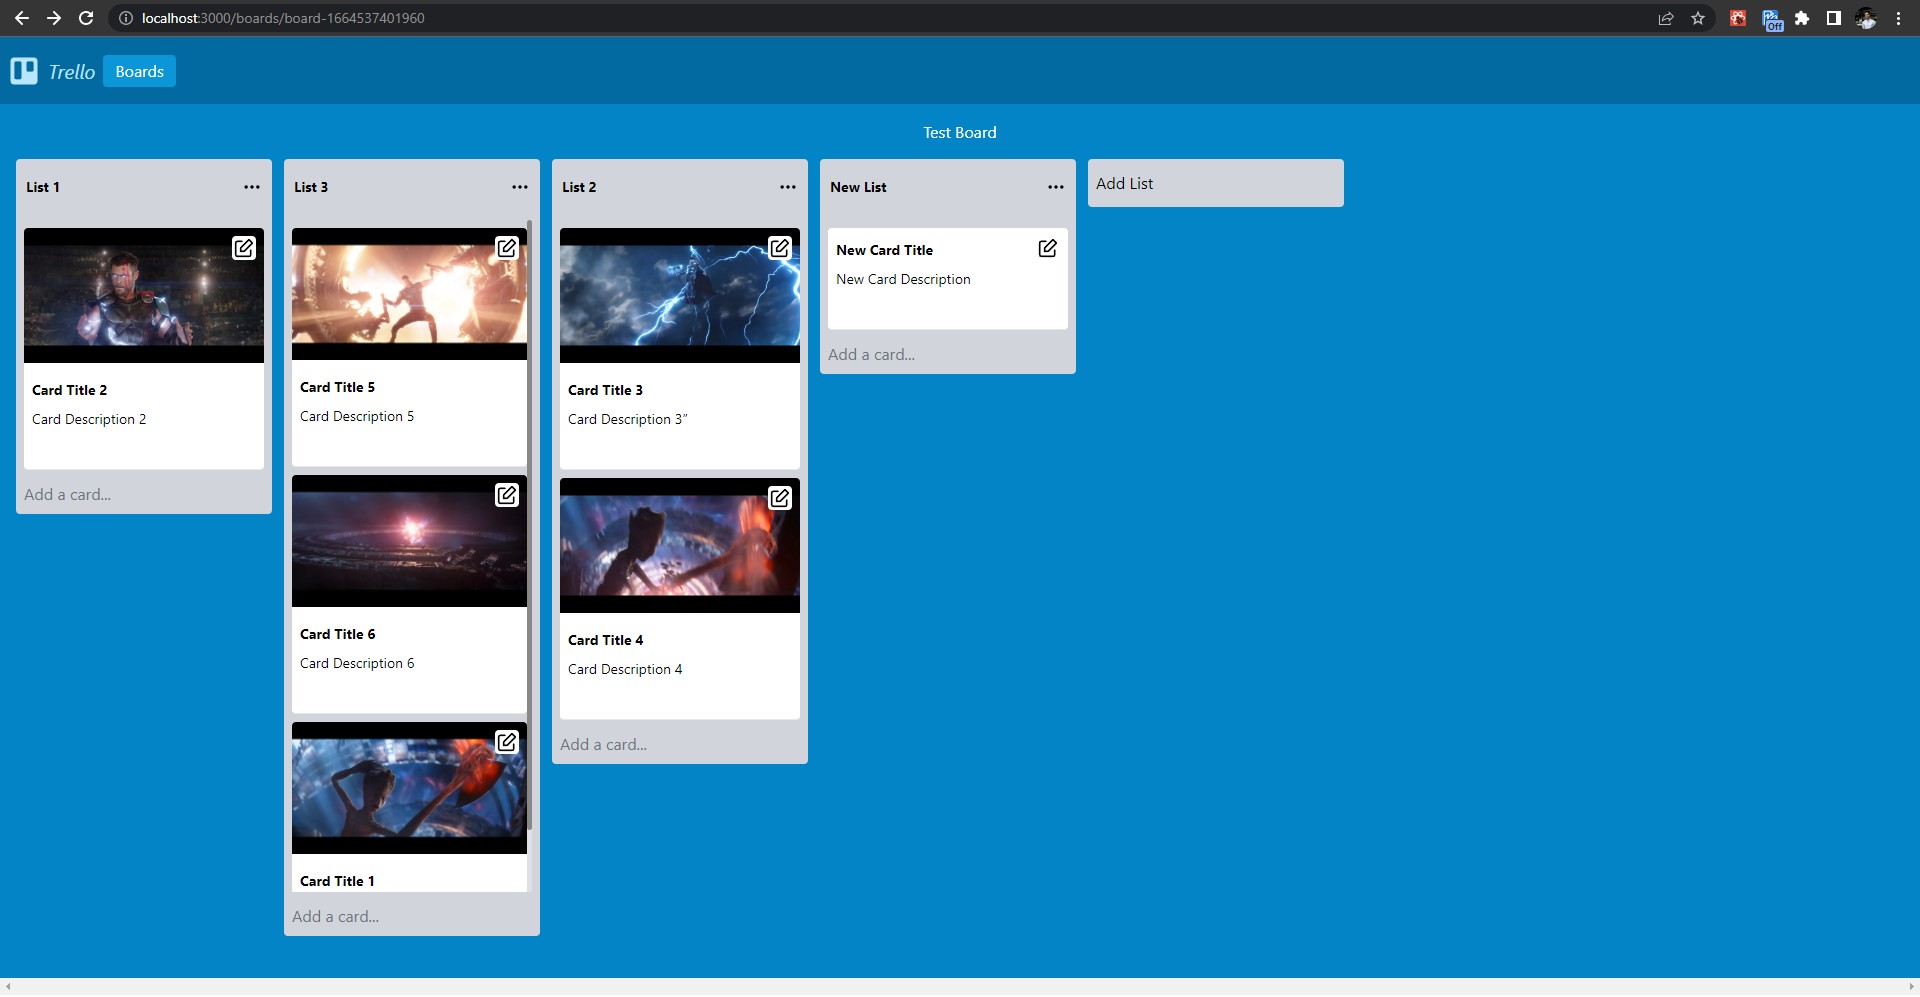 localhost:3000/boards/board-1664537401960
Off
Trello
Boards
Test Board
List 1
Card Title 2
Card Description 2
Add a card...
List 3
Card Title 5
Card Description 5
Card Title 6
Card Description 6
Card Title 1
Add a card...
List 2
Card Title 3
Card Description 3"
Card Title 4
Card Description 4
Add a card...
New List
New Card Title
New Card Description
Add a card...
Add List